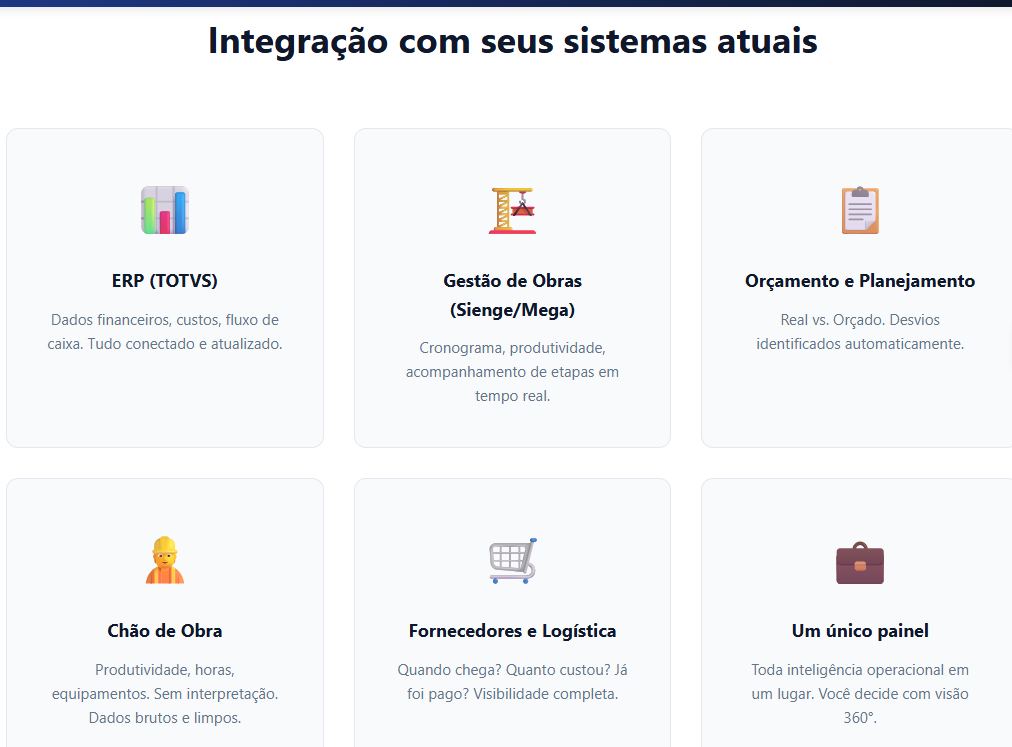 Integração com seus sistemas atuais
ERP (TOTVS)
Dados financeiros, custos, fluxo de
caixa. Tudo conectado e atualizado.
Gestão de Obras
(Sienge/Mega)
Cronograma, produtividade,
acompanhamento de etapas em
tempo real.
Orçamento e Planejamento
Real vs. Orçado. Desvios
identificados automaticamente.
Chão de Obra
Produtividade, horas,
equipamentos. Sem interpretação.
Dados brutos e limpos.
Fornecedores e Logística
Quando chega? Quanto custou? Já
foi pago? Visibilidade completa.
Um único painel
Toda inteligência operacional em
um lugar. Você decide com visão
360°.